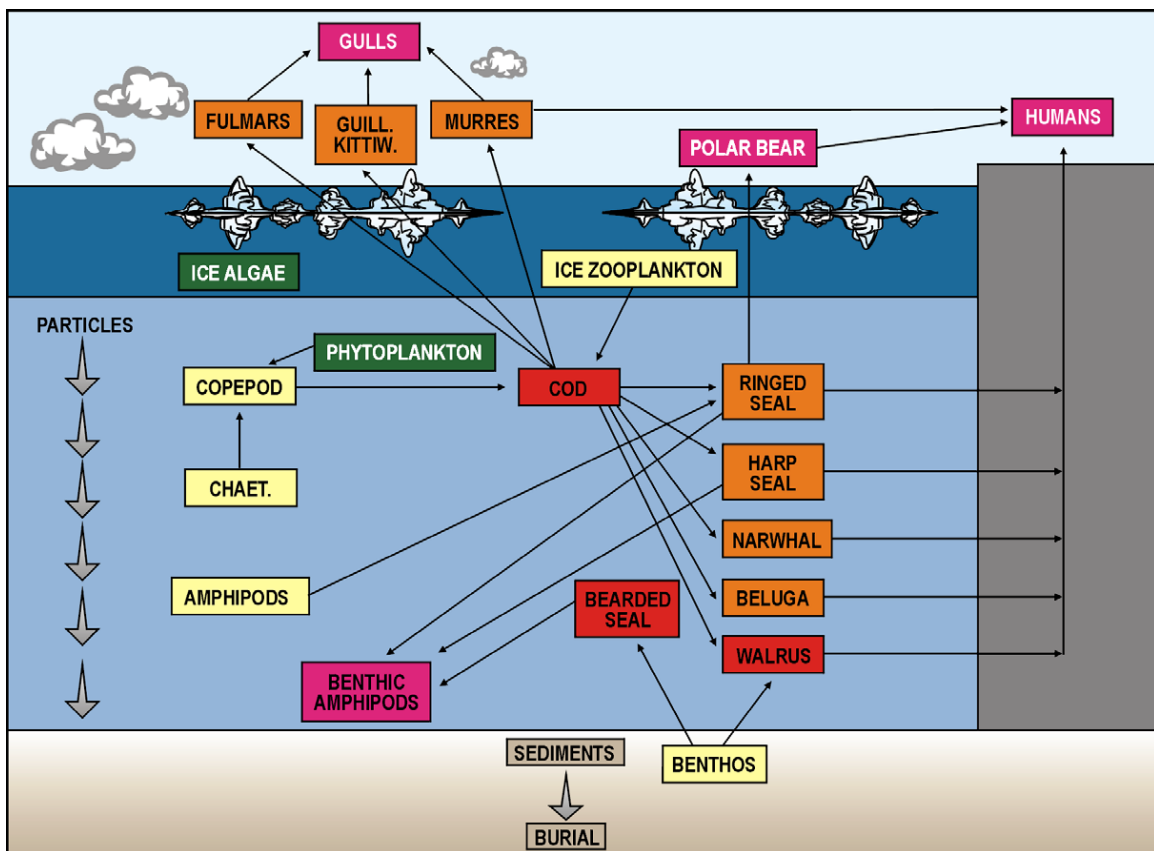 GULLS
FULMARS
GUILL.
KITTIW.
MURRES
HUMANS
POLAR BEAR
ICE ALGAE
ICE ZOOPLANKTON
PARTICLES
PHYTOPLANKTON
COPEPOD
COD
RINGED
SEAL
HARP
SEAL
CHAET.
NARWHAL
AMPHIPODS
BEARDED
SEAL
BELUGA
WALRUS
BENTHIC
AMPHIPODS
SEDIMENTS
BENTHOS
BURIAL